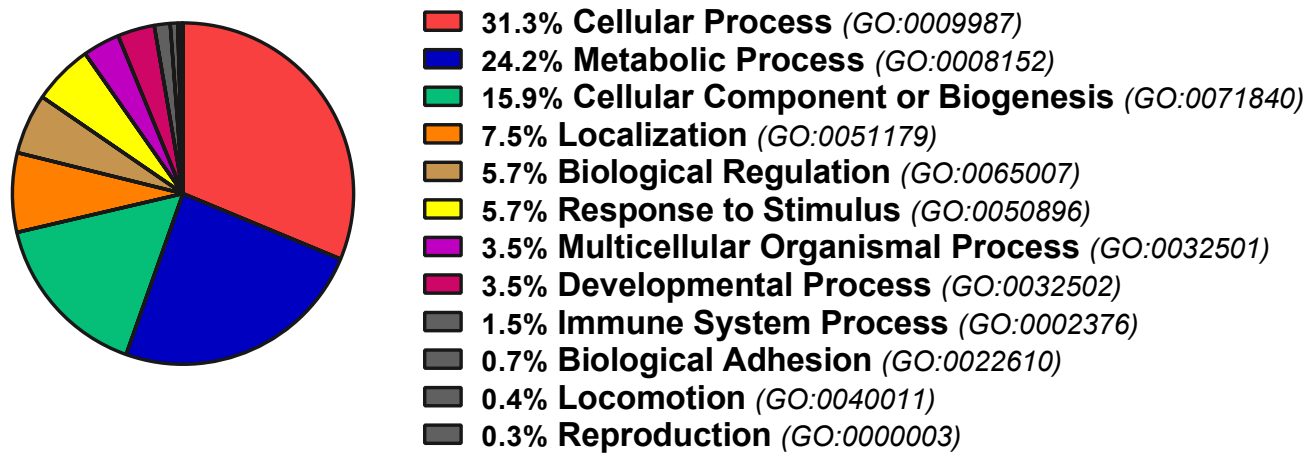 31.3% Cellular Process (GO:0009987)
24.2% Metabolic Process (GO:0008152)
15.9% Cellular Component or Biogenesis (GO:0071840)
7.5% Localization (GO:0051179)
5.7% Biological Regulation (GO:0065007)
5.7% Response to Stimulus (GO:0050896)
3.5% Multicellular Organismal Process (GO:0032501)
3.5% Developmental Process (GO:0032502)
1.5% Immune System Process (GO:0002376)
0.7% Biological Adhesion (GO:0022610)
0.4% Locomotion (GO:0040011)
0.3% Reproduction (GO:0000003)